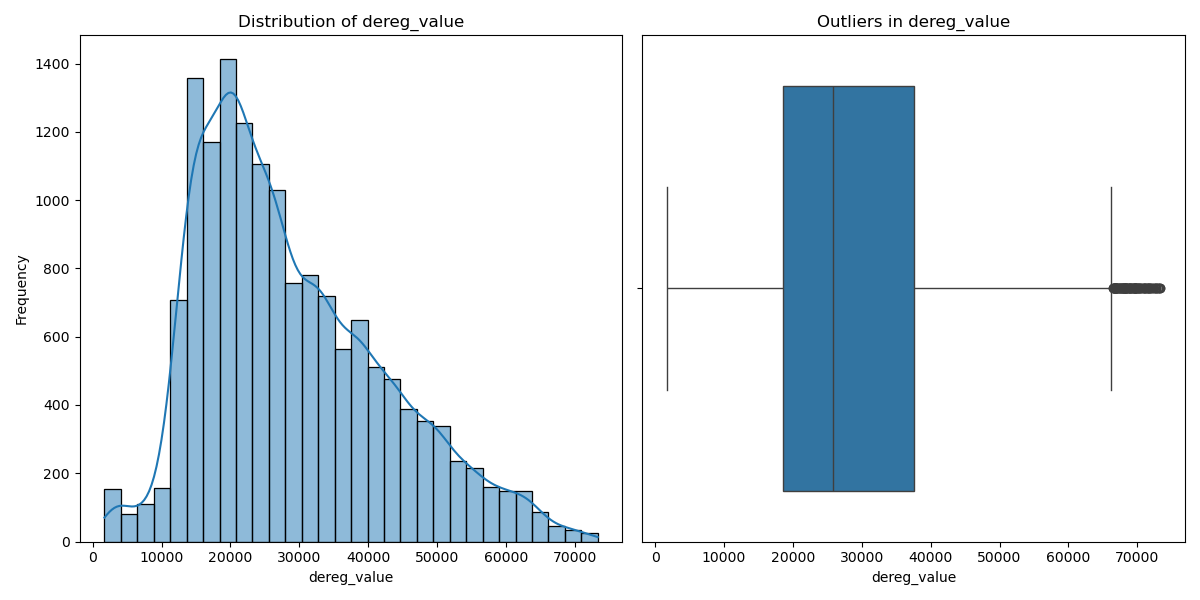 Distribution of dereg_value
Frequency
1400
1200
1000
800
600
400
200
0
0 10000 20000 30000 40000 50000 60000 70000
dereg_value
Outliers in dereg_value
0 10000 20000 30000 40000 50000 60000 70000
dereg_value